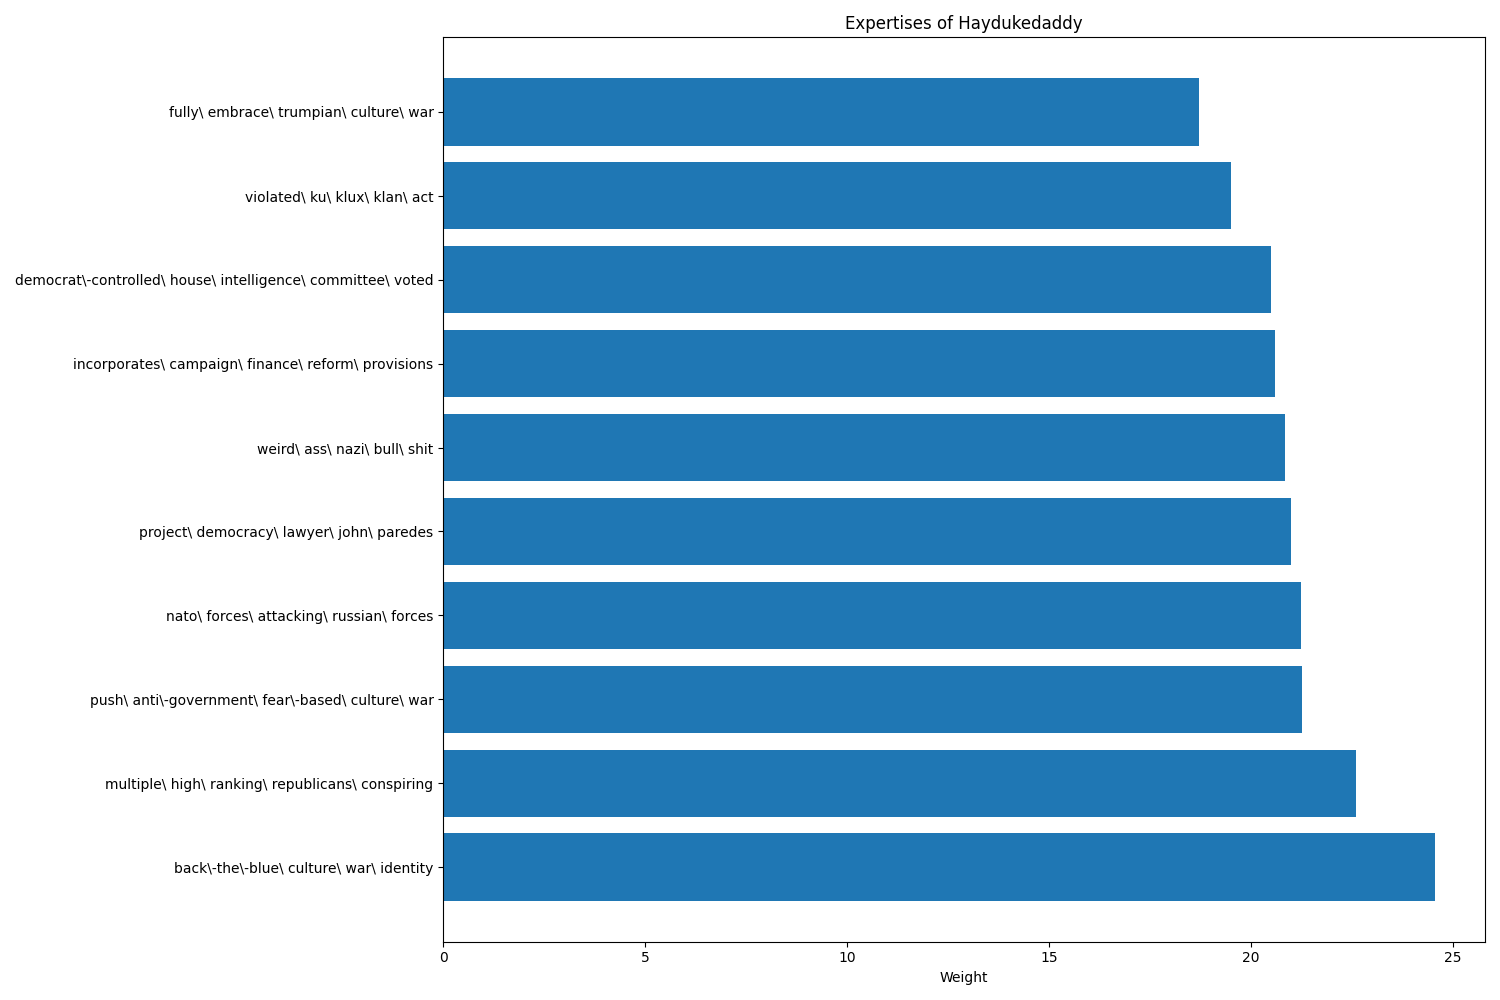 Expertises of Haydukedaddy
fully\ embrace\ trumpian\ culture\ war
violated\ ku\ klux\ klan\ act
democrat\-controlled\ house\ intelligence\ committee\ voted
incorporates\ campaign\ finance\ reform\ provisions
weird\ ass\ nazi\ bull\ shit
project\ democracy\ lawyer\ john\ paredes
nato\ forces\ attacking\ russian\ forces
push\ anti\-government\ fear\-based\ culture\ war
multiple\ high\ ranking\ republicans\ conspiring
back\-the\-blue\ culture\ war\ identity
0 5 10 15 20 25
Weight